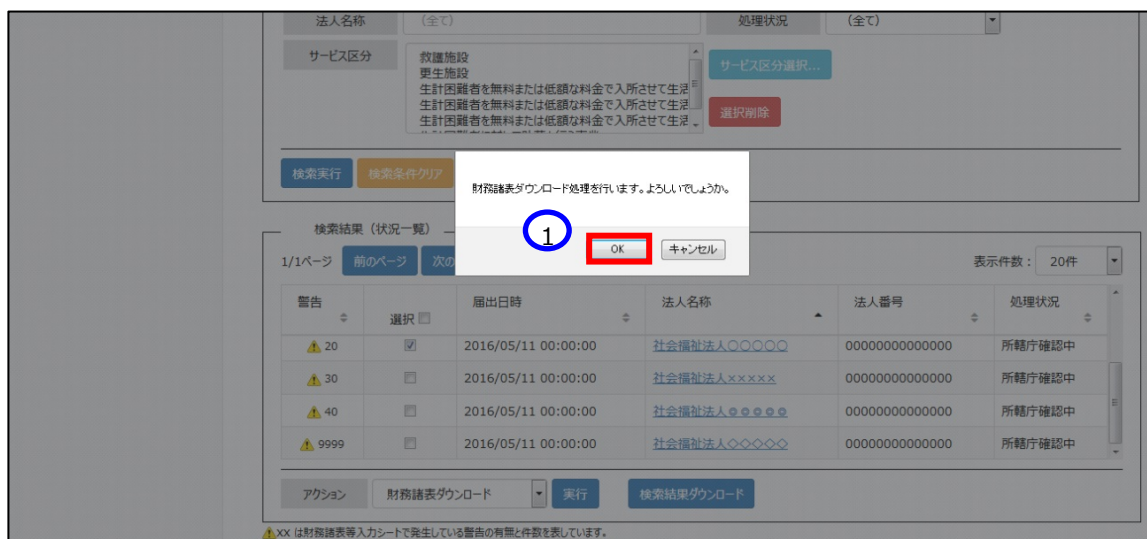 法人名称 (全て) 処理状況 (全て)
サービス区分 救護施設
更生施設
生計困難者を無料または低額な料金で入所させて生活
生計困難者を無料または低額な料金で入所させて生活
生計困難者を無料または低額な料金で入所させて生活
サービス区分選択...
選択削除
検索実行 検索条件クリア
財務諸表ダウンロード処理を行います。よろしいでしょうか。
1 OK キャンセル
検索結果（状況一覧）
1/1ページ 前のページ 次の 表示件数： 20件
警告 選択 届出日時 法人名称 法人番号 処理状況
20 2016/05/11 00:00:00 社会福祉法人○○○○○ 00000000000000 所轄庁確認中
30 2016/05/11 00:00:00 社会福祉法人××××× 00000000000000 所轄庁確認中
40 2016/05/11 00:00:00 社会福祉法人◎◎◎◎◎ 00000000000000 所轄庁確認中
9999 2016/05/11 00:00:00 社会福祉法人◇◇◇◇◇ 00000000000000 所轄庁確認中
アクション 財務諸表ダウンロード 実行 検索結果ダウンロード
XX は財務諸表等入力シートで発生している警告の有無と件数を表しています。